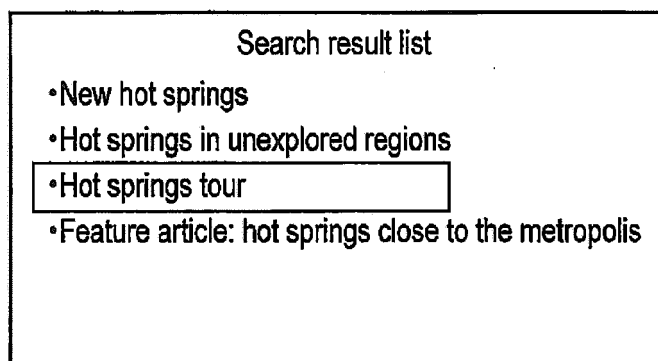 Search result list
•New hot springs
•Hot springs in unexplored regions
•Hot springs tour
•Feature article: hot springs close to the metropolis